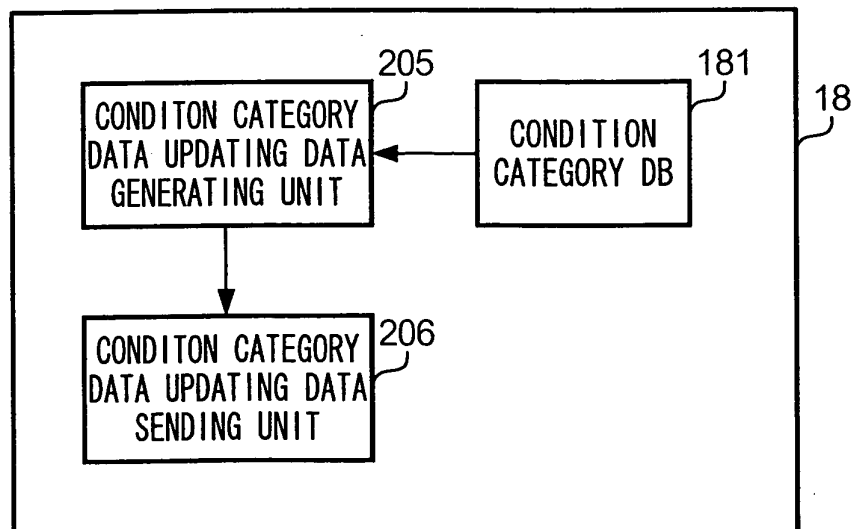 205
CONDITON CATEGORY
DATA UPDATING DATA
GENERATING UNIT
181
CONDITION
CATEGORY DB
18
206
CONDITON CATEGORY
DATA UPDATING DATA
SENDING UNIT